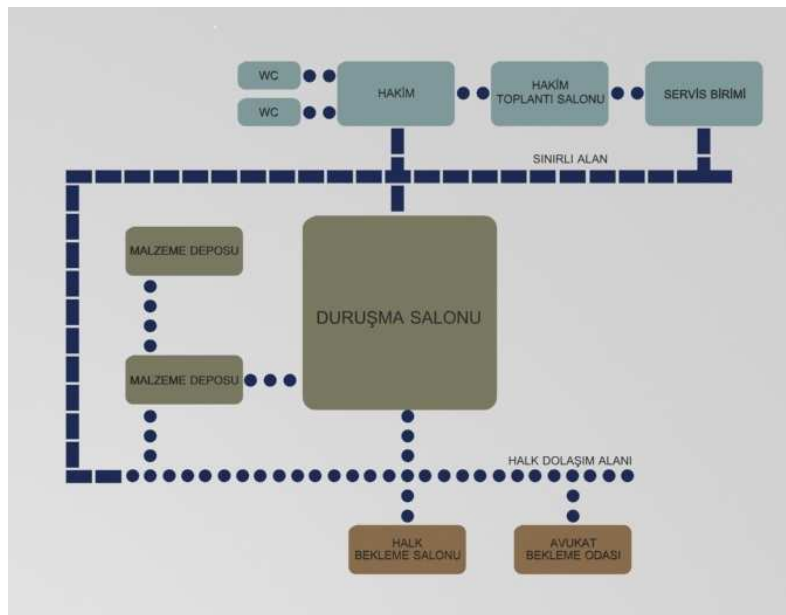 WC
WC
HAKİM
HAKİM
TOPLANTI SALONU
SERVİS BİRİMİ
SINIRLI ALAN
MALZEME DEPOSU
DURUŞMA SALONU
MALZEME DEPOSU
HALK DOLAŞIM ALANI
HALK
BEKLEME SALONU
AVUKAT
BEKLEME ODASI